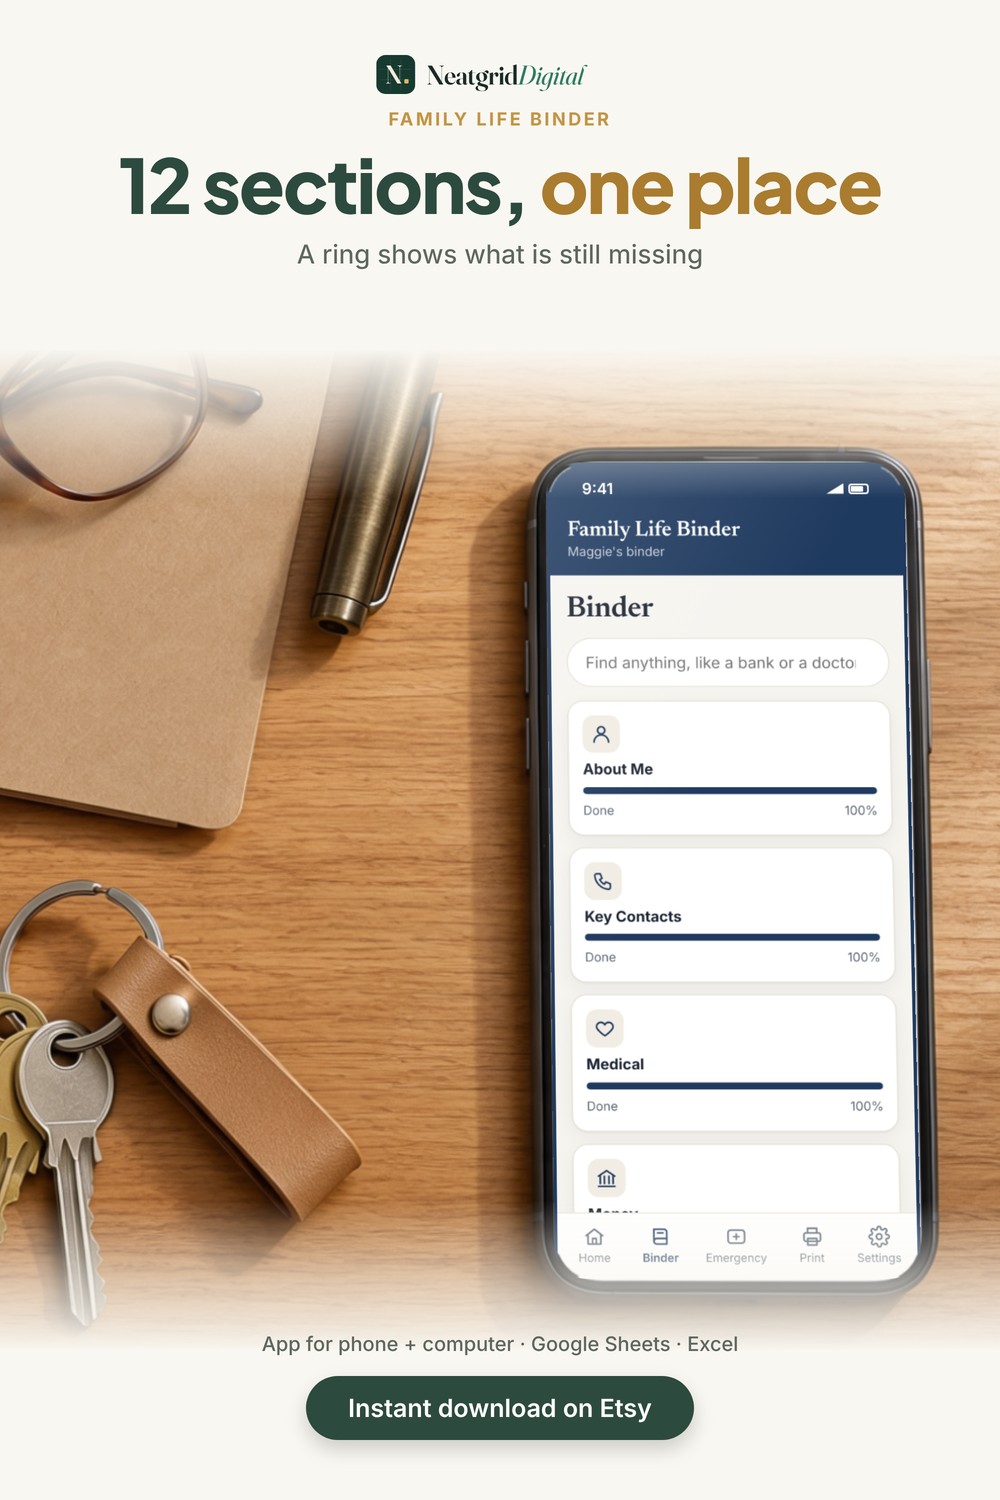 N. NeatgridDigital
FAMILY LIFE BINDER
12 sections, one place
A ring shows what is still missing
9:41
Family Life Binder
Maggie's binder
Binder
Find anything, like a bank or a docto
About Me
Done 100%
Key Contacts
Done 100%
Medical
Done 100%
Money
Home Binder Emergency Print Settings
App for phone + computer · Google Sheets · Excel
Instant download on Etsy